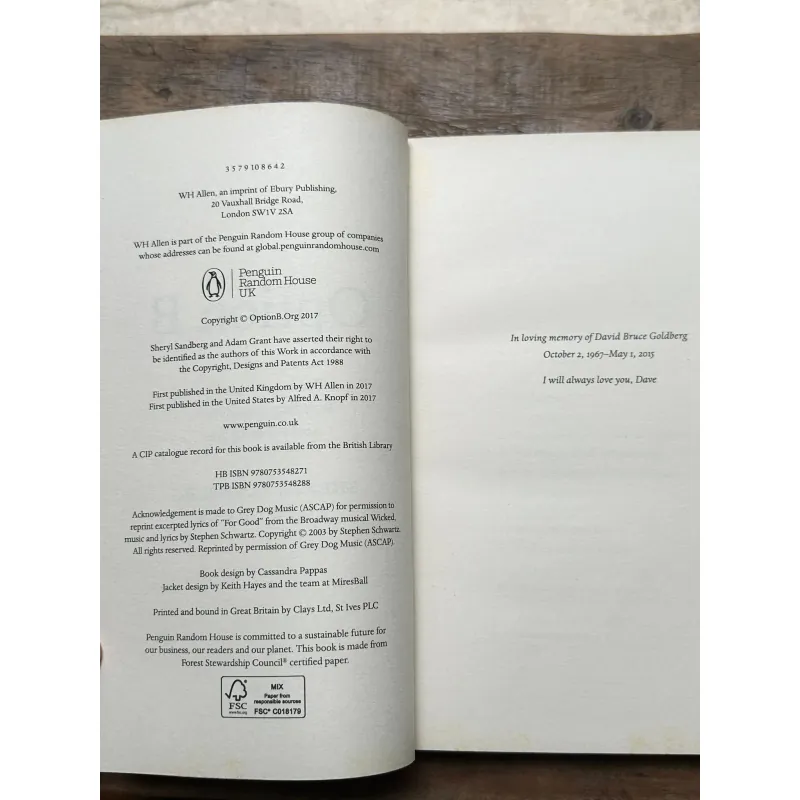 3 5 7 9 10 8 6 4 2
WH Allen, an imprint of Ebury Publishing,
20 Vauxhall Bridge Road,
London SW1V 2SA
WH Allen is part of the Penguin Random House group of companies
whose addresses can be found at global.penguinrandomhouse.com
Penguin
Random House
UK
Copyright © OptionB.Org 2017
Sheryl Sandberg and Adam Grant have asserted their right to
be identified as the authors of this Work in accordance with
the Copyright, Designs and Patents Act 1988
First published in the United Kingdom by WH Allen in 2017
First published in the United States by Alfred A. Knopf in 2017
www.penguin.co.uk
A CIP catalogue record for this book is available from the British Library
HB ISBN 9780753548271
TPB ISBN 9780753548288
Acknowledgement is made to Grey Dog Music (ASCAP) for permission to
reprint excerpted lyrics of "For Good" from the Broadway musical Wicked,
music and lyrics by Stephen Schwartz. Copyright © 2003 by Stephen Schwartz.
All rights reserved. Reprinted by permission of Grey Dog Music (ASCAP).
Book design by Cassandra Pappas
Jacket design by Keith Hayes and the team at MiresBall
Printed and bound in Great Britain by Clays Ltd, St Ives PLC
Penguin Random House is committed to a sustainable future for
our business, our readers and our planet. This book is made from
Forest Stewardship Council® certified paper.
FSC
www.fsc.org
MIX
Paper from
responsible sources
FSC® C018179
In loving memory of David Bruce Goldberg
October 2, 1967–May 1, 2015
I will always love you, Dave